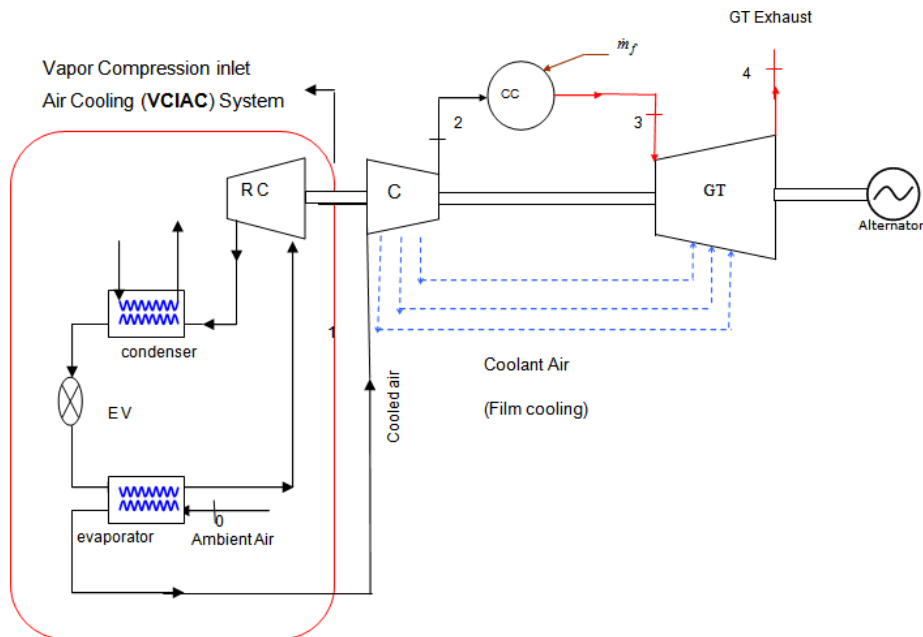 GT Exhaust
ṁf
Vapor Compression inlet
Air Cooling (VCIAC) System
CC
4
2
3
R C
C
GT
Alternator
condenser
1
Coolant Air
(Film cooling)
Cooled air
E V
0
evaporator
Ambient Air